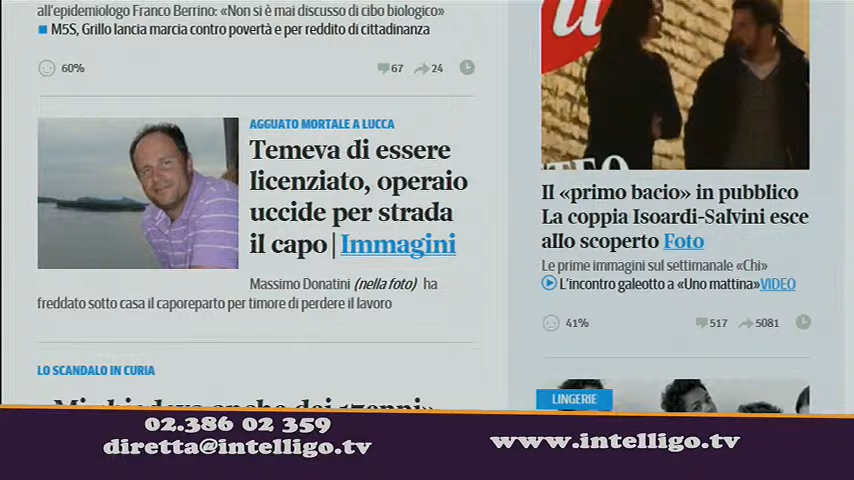 all'epidemiologo Franco Berrino: «Non si è mai discusso di cibo biologico»
M5S, Grillo lancia marcia contro povertà e per reddito di cittadinanza
60%
67
24
AGGUATO MORTALE A LUCCA
Temeva di essere
licenziato, operaio
uccide per strada
il capo | Immagini
Massimo Donatini (nella foto) ha
freddato sotto casa il caporeparto per timore di perdere il lavoro
LO SCANDALO IN CURIA
Il «primo bacio» in pubblico
La coppia Isoardi-Salvini esce
allo scoperto Foto
Le prime immagini sul settimanale «Chi»
L'incontro galeotto a «Uno mattina»VIDEO
41%
517
5081
LINGERIE
02.386 02 359
diretta@intelligo.tv
www.intelligo.tv